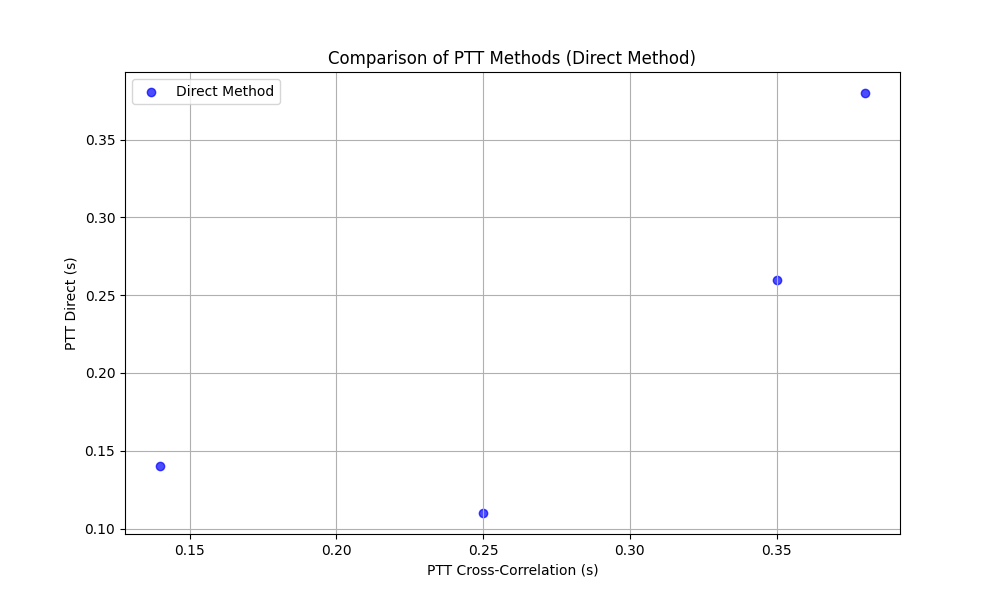 Comparison of PTT Methods (Direct Method)
Direct Method
PTT Direct (s)
0.35
0.30
0.25
0.20
0.15
0.10
0.15 0.20 0.25 0.30 0.35
PTT Cross-Correlation (s)